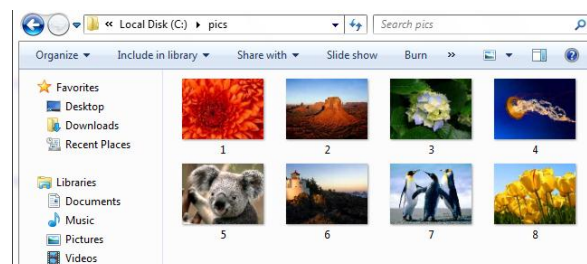 « Local Disk (C:) ▸ pics
Search pics
Organize ▾ Include in library ▾ Share with ▾ Slide show Burn »
Favorites
Desktop
Downloads
Recent Places
Libraries
Documents
Music
Pictures
Videos
1 2 3 4
5 6 7 8